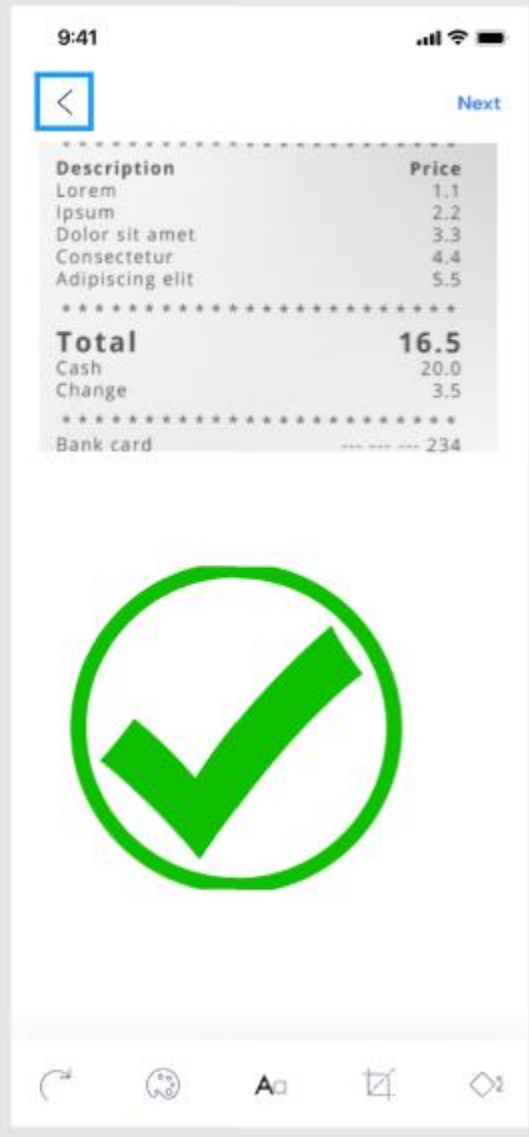 9:41
Next
* * * * * * * * * * * * * * * * * * * * * * * *
Description Price
Lorem 1.1
Ipsum 2.2
Dolor sit amet 3.3
Consectetur 4.4
Adipiscing elit 5.5
* * * * * * * * * * * * * * * * * * * * * * * *
Total 16.5
Cash 20.0
Change 3.5
* * * * * * * * * * * * * * * * * * * * * * * *
Bank card --- --- --- 234
Aa